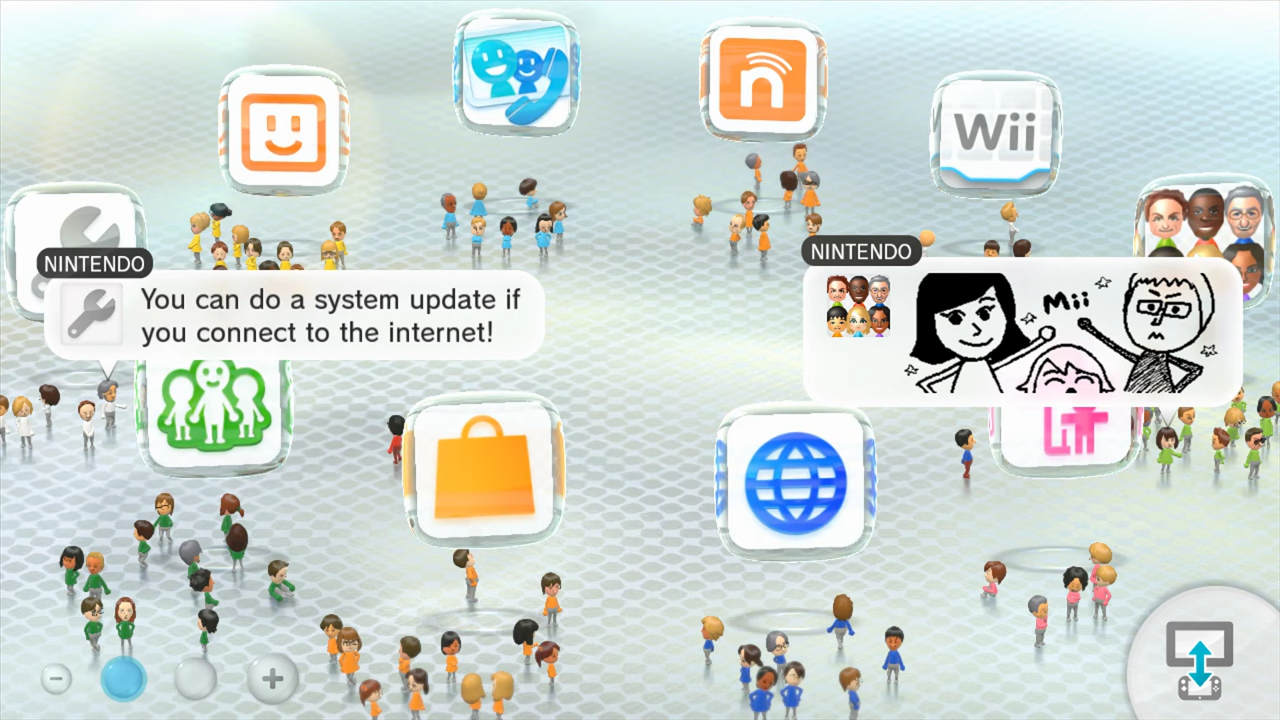 Wii
NINTENDO
You can do a system update if
you connect to the internet!
NINTENDO
Mii